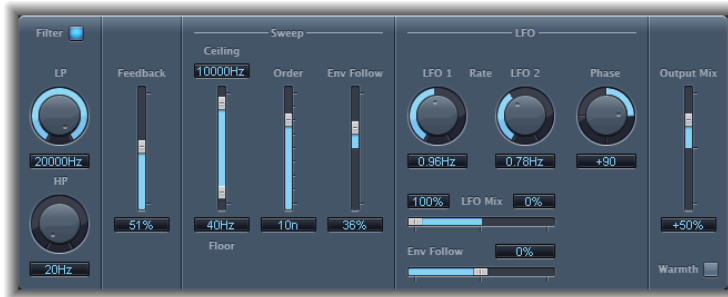 Filter
LP
20000Hz
HP
20Hz
Feedback
51%
Sweep
Ceiling
10000Hz
Order
Env Follow
40Hz
10n
36%
Floor
LFO
LFO 1 Rate LFO 2 Phase
0.96Hz 0.78Hz +90
100% LFO Mix 0%
Env Follow 0%
Output Mix
+50%
Warmth